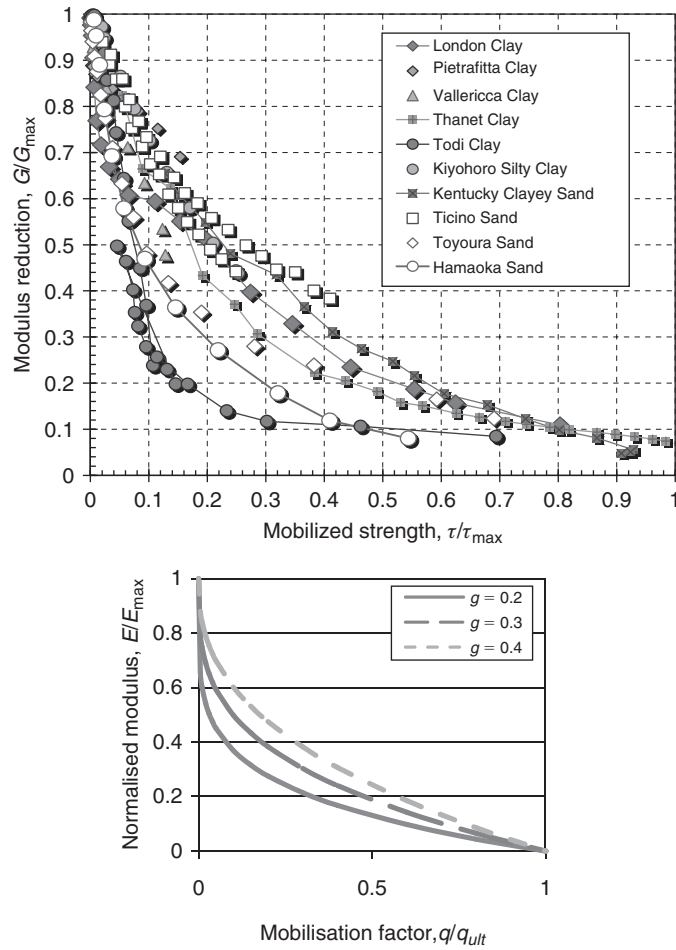 1
0.9
0.8
0.7
0.6
0.5
0.4
0.3
0.2
0.1
0
Modulus reduction, G/Gmax
London Clay
Pietrafitta Clay
Vallericca Clay
Thanet Clay
Todi Clay
Kiyohoro Silty Clay
Kentucky Clayey Sand
Ticino Sand
Toyoura Sand
Hamaoka Sand
0 0.1 0.2 0.3 0.4 0.5 0.6 0.7 0.8 0.9 1
Mobilized strength, τ/τmax
1
0.8
0.6
0.4
0.2
0
Normalised modulus, E/Emax
g = 0.2
g = 0.3
g = 0.4
0 0.5 1
Mobilisation factor,q/qult